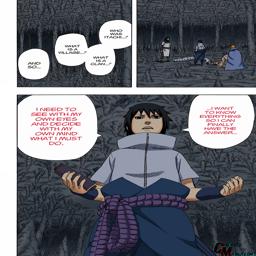 WHO
WAS
ITACHI...?
WHAT
IS A
VILLAGE...?
WHAT
IS A
CLAN...?
AND
SO...
I NEED TO
SEE WITH MY
OWN EYES
AND DECIDE
WITH MY
OWN MIND
WHAT I MUST
DO.
I WANT
TO KNOW
EVERYTHING
SO I CAN
FINALLY
HAVE THE
ANSWER...